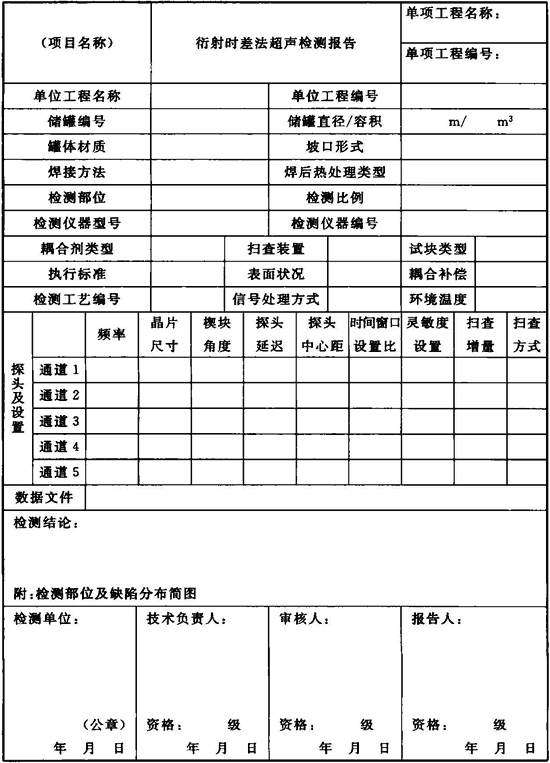 （项目名称） 衍射时差法超声检测报告 单项工程名称：
单项工程编号：
单位工程名称 单位工程编号
储罐编号 储罐直径/容积 m/ m³
罐体材质 坡口形式
焊接方法 焊后热处理类型
检测部位 检测比例
检测仪器型号 检测仪器编号
耦合剂类型 扫查装置 试块类型
执行标准 表面状况 耦合补偿
检测工艺编号 信号处理方式 环境温度
探头及设置 频率 晶片尺寸 楔块角度 探头延迟 探头中心距 时间窗口设置比 灵敏度设置 扫查增量 扫查方式
通道 1
通道 2
通道 3
通道 4
通道 5
数据文件
检测结论：
附：检测部位及缺陷分布简图
检测单位： 技术负责人： 审核人： 报告人：
（公章） 资格： 级 资格： 级 资格： 级
年 月 日 年 月 日 年 月 日 年 月 日